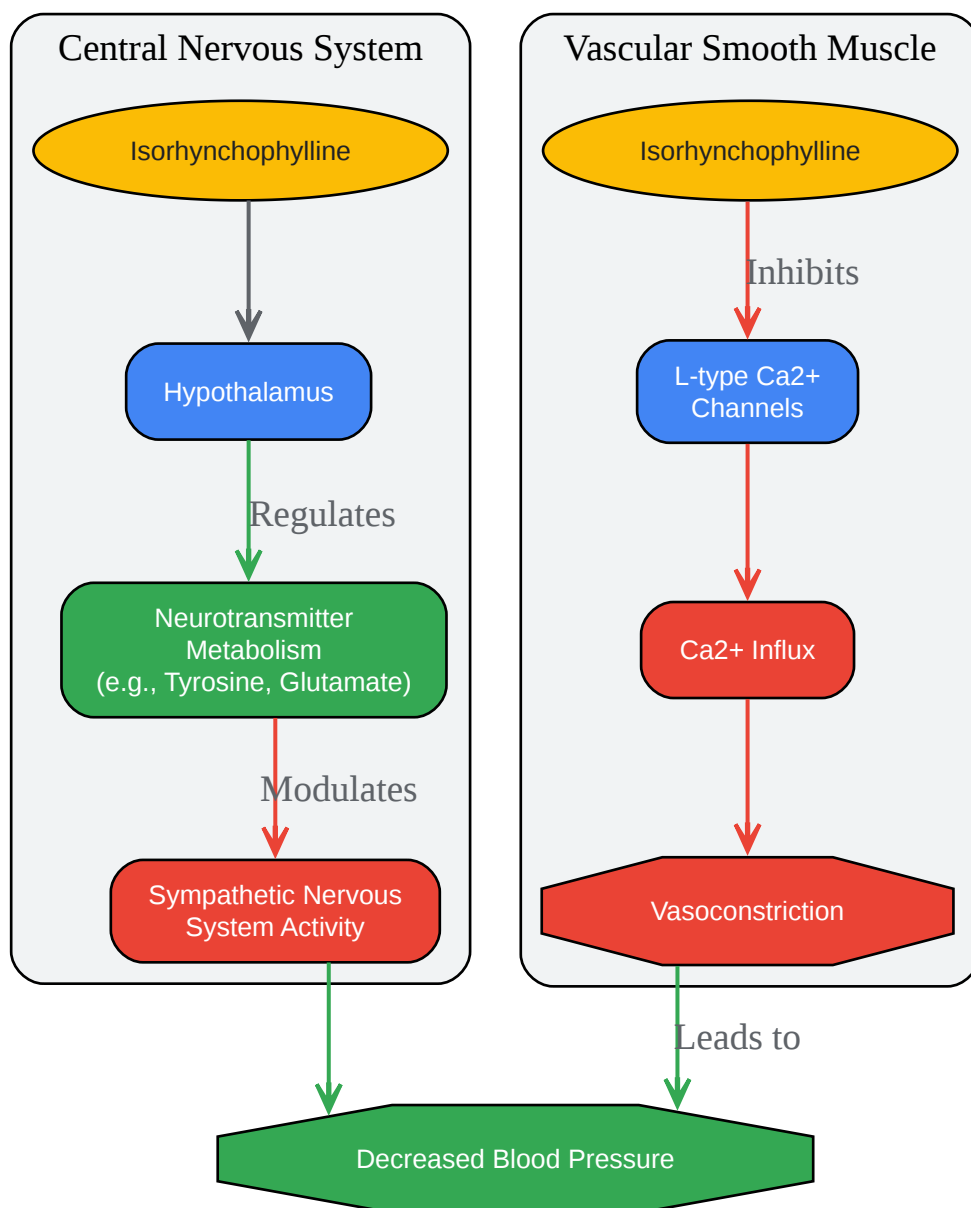 Central Nervous System
Isorhynchophylline
Hypothalamus
Regulates
Neurotransmitter
Metabolism
(e.g., Tyrosine, Glutamate)
Modulates
Sympathetic Nervous
System Activity
Vascular Smooth Muscle
Isorhynchophylline
Inhibits
L-type Ca2+
Channels
Ca2+ Influx
Vasoconstriction
Leads to
Decreased Blood Pressure